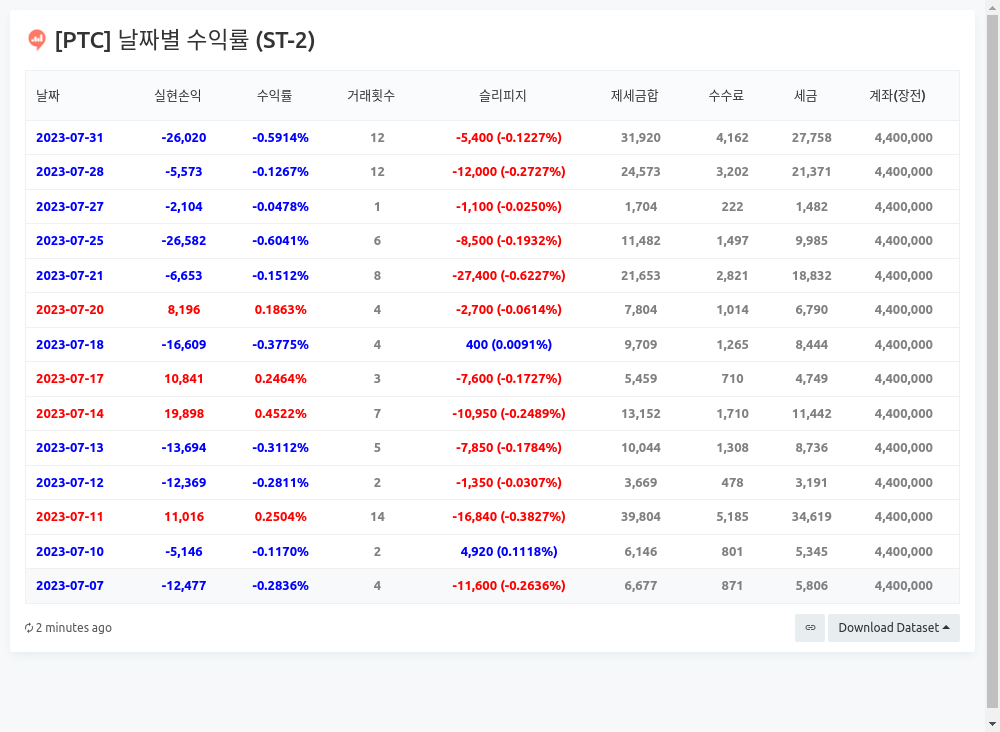 [PTC] 날짜별 수익률 (ST-2)
날짜 실현손익 수익률 거래횟수 슬리피지 제세금합 수수료 세금 계좌(장전)
2023-07-31 -26,020 -0.5914% 12 -5,400 (-0.1227%) 31,920 4,162 27,758 4,400,000
2023-07-28 -5,573 -0.1267% 12 -12,000 (-0.2727%) 24,573 3,202 21,371 4,400,000
2023-07-27 -2,104 -0.0478% 1 -1,100 (-0.0250%) 1,704 222 1,482 4,400,000
2023-07-25 -26,582 -0.6041% 6 -8,500 (-0.1932%) 11,482 1,497 9,985 4,400,000
2023-07-21 -6,653 -0.1512% 8 -27,400 (-0.6227%) 21,653 2,821 18,832 4,400,000
2023-07-20 8,196 0.1863% 4 -2,700 (-0.0614%) 7,804 1,014 6,790 4,400,000
2023-07-18 -16,609 -0.3775% 4 400 (0.0091%) 9,709 1,265 8,444 4,400,000
2023-07-17 10,841 0.2464% 3 -7,600 (-0.1727%) 5,459 710 4,749 4,400,000
2023-07-14 19,898 0.4522% 7 -10,950 (-0.2489%) 13,152 1,710 11,442 4,400,000
2023-07-13 -13,694 -0.3112% 5 -7,850 (-0.1784%) 10,044 1,308 8,736 4,400,000
2023-07-12 -12,369 -0.2811% 2 -1,350 (-0.0307%) 3,669 478 3,191 4,400,000
2023-07-11 11,016 0.2504% 14 -16,840 (-0.3827%) 39,804 5,185 34,619 4,400,000
2023-07-10 -5,146 -0.1170% 2 4,920 (0.1118%) 6,146 801 5,345 4,400,000
2023-07-07 -12,477 -0.2836% 4 -11,600 (-0.2636%) 6,677 871 5,806 4,400,000
2 minutes ago Download Dataset